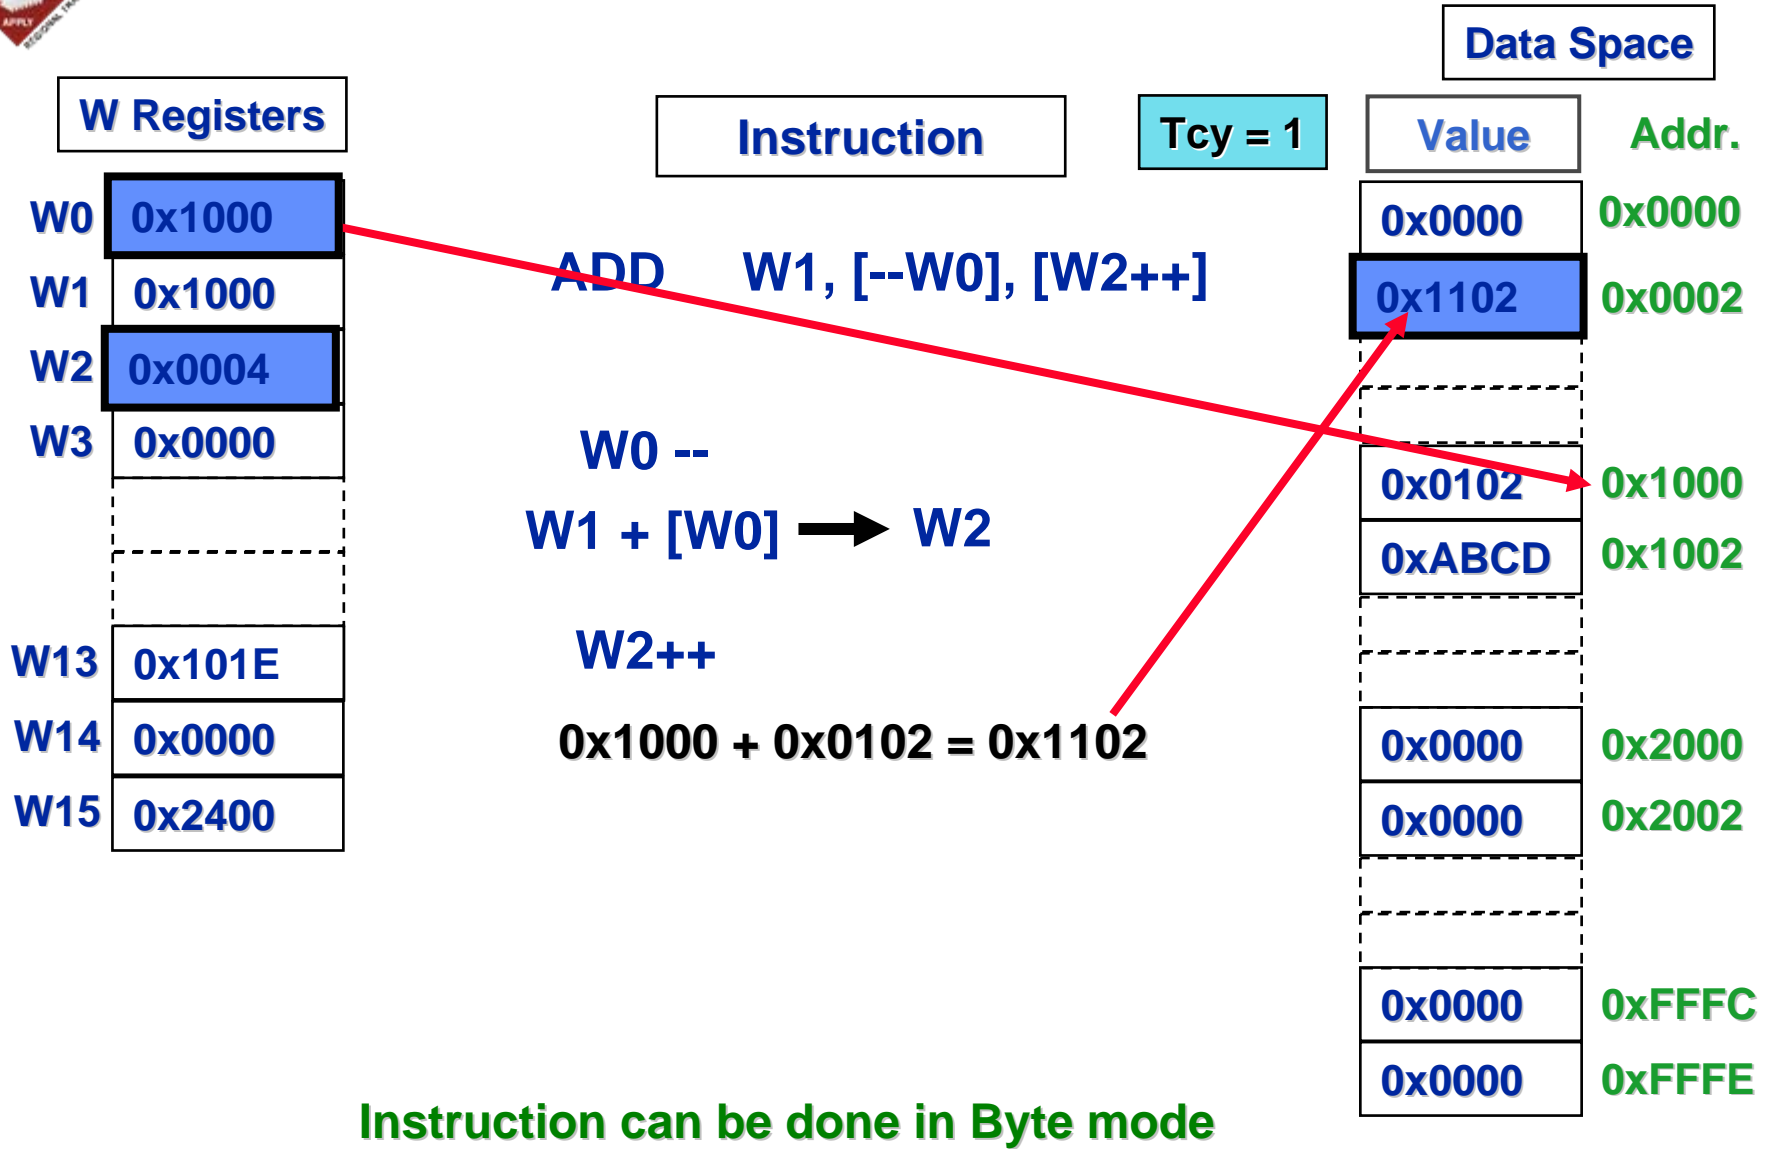 APPLY
Data Space
W Registers
Instruction
Tcy = 1
Value
Addr.
W0 0x1000
0x0000 0x0000
ADD W1, [--W0], [W2++]
W1 0x1000
0x1102 0x0002
W2 0x0004
W3 0x0000
W0 --
0x0102 0x1000
W1 + [W0] W2
0xABCD 0x1002
W2++
W13 0x101E
W14 0x0000
0x1000 + 0x0102 = 0x1102
0x0000 0x2000
W15 0x2400
0x0000 0x2002
0x0000 0xFFFC
0x0000 0xFFFE
Instruction can be done in Byte mode